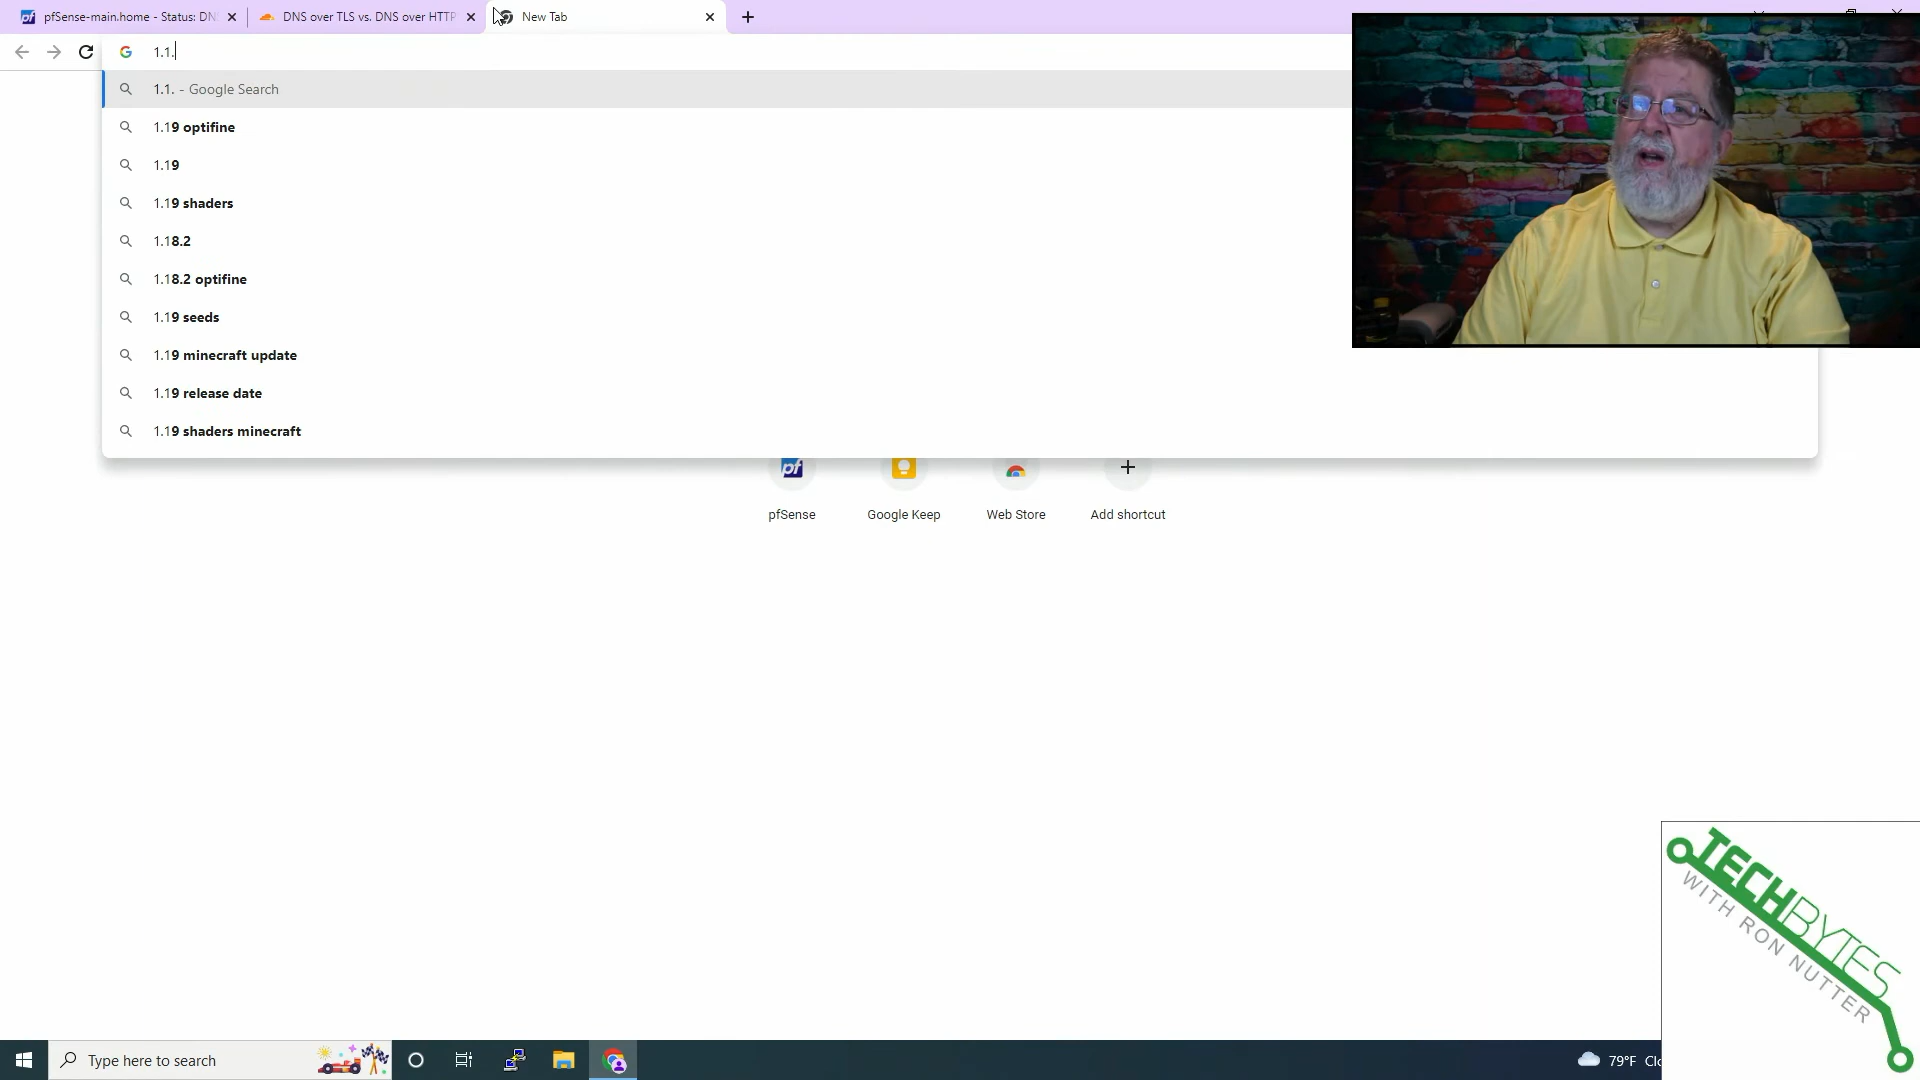 pfSense-main.home - Status: DN
DNS over TLS vs. DNS over HTTP
New Tab
1.1.
1.1. - Google Search
1.19 optifine
1.19
1.19 shaders
1.18.2
1.18.2 optifine
1.19 seeds
1.19 minecraft update
1.19 release date
1.19 shaders minecraft
pf
pfSense
Google Keep
Web Store
Add shortcut
TECHBYTES
WITH RON NUTTER
Type here to search
79°F Clo